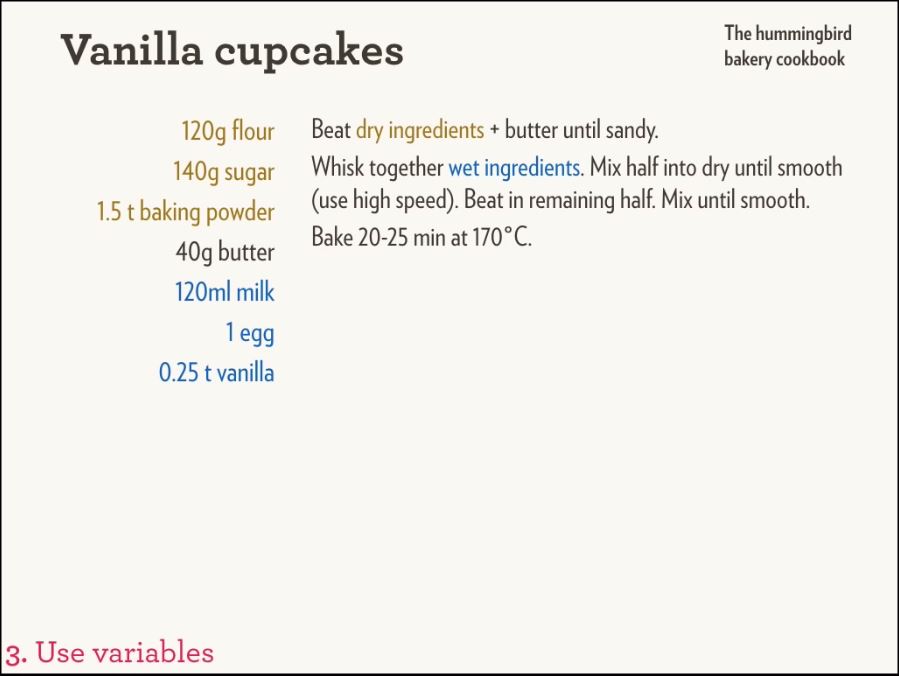 Vanilla cupcakes
The hummingbird
bakery cookbook
120g flour
140g sugar
1.5 t baking powder
40g butter
120ml milk
1 egg
0.25 t vanilla
Beat dry ingredients + butter until sandy.
Whisk together wet ingredients. Mix half into dry until smooth
(use high speed). Beat in remaining half. Mix until smooth.
Bake 20-25 min at 170°C.
3. Use variables